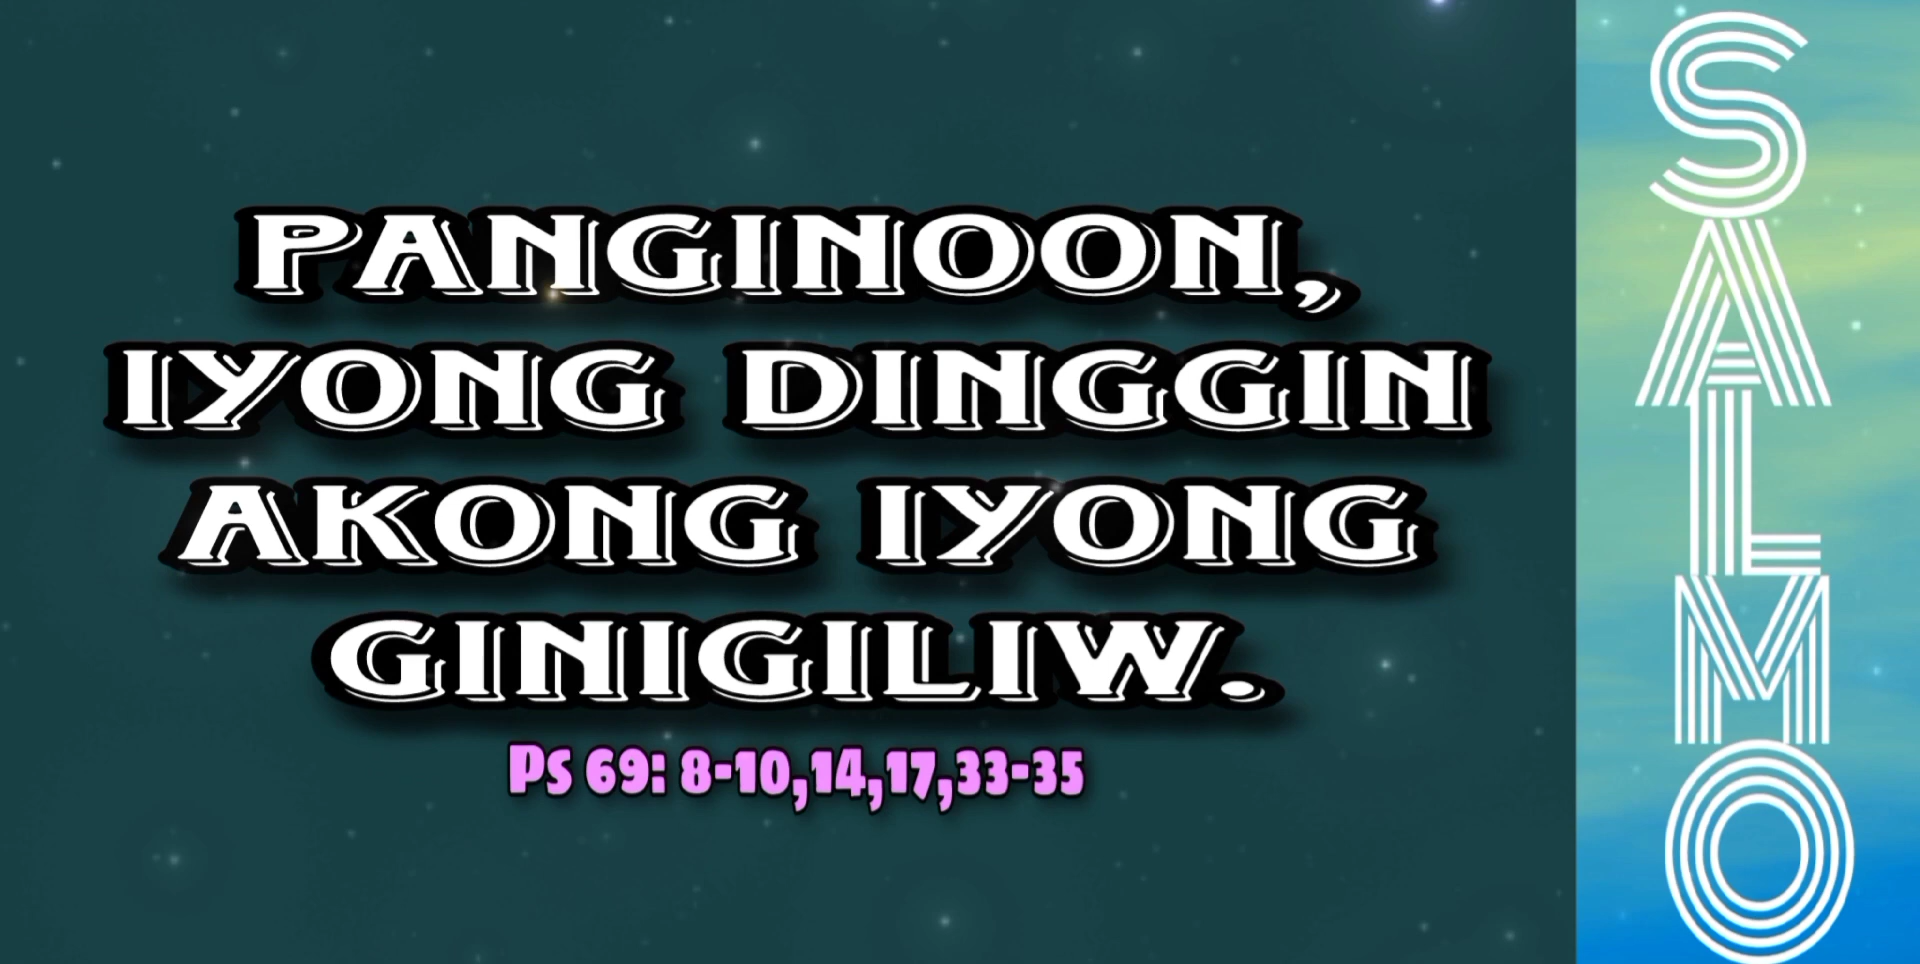 PANGINOON,
IYONG DINGGIN
AKONG IYONG
GINIGILIW.
Ps 69: 8-10,14,17,33-35
SALMO